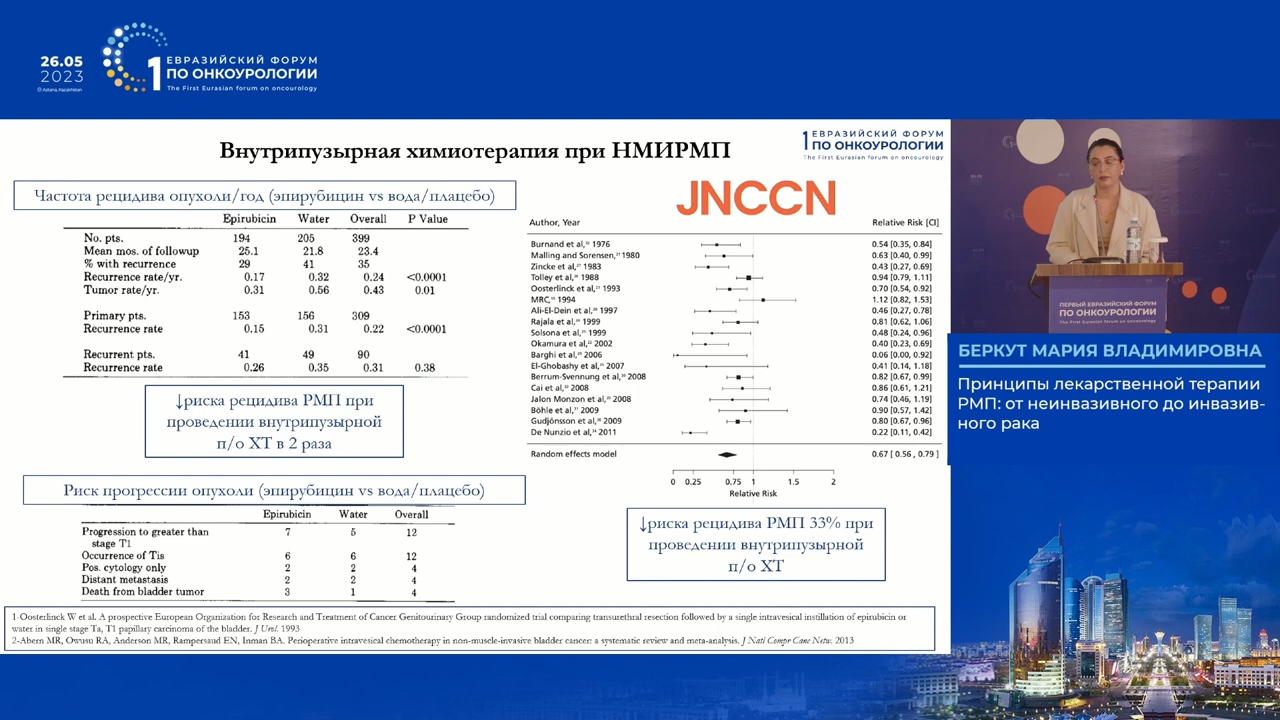 26.05
2023
Astana, Kazakhstan
1
ЕВРАЗИЙСКИЙ ФОРУМ
ПО ОНКОУРОЛОГИИ
The First Eurasian forum on oncourology
Внутрипузырная химиотерапия при НМИРМП
1 ЕВРАЗИЙСКИЙ ФОРУМ
ПО ОНКОУРОЛОГИИ
The First Eurasian forum on oncourology
Частота рецидива опухоли/год (эпирубицин vs вода/плацебо)
Epirubicin Water Overall P Value
No. pts. 194 205 399
Mean mos. of followup 25.1 21.8 23.4
% with recurrence 29 41 35
Recurrence rate/yr. 0.17 0.32 0.24 <0.0001
Tumor rate/yr. 0.31 0.56 0.43 0.01
Primary pts. 153 156 309
Recurrence rate 0.15 0.31 0.22 <0.0001
Recurrent pts. 41 49 90
Recurrence rate 0.26 0.35 0.31 0.38
↓риска рецидива РМП при
проведении внутрипузырной
п/о ХТ в 2 раза
Риск прогрессии опухоли (эпирубицин vs вода/плацебо)
Epirubicin Water Overall
Progression to greater than 7 5 12
stage T1
Occurrence of Tis 6 6 12
Pos. cytology only 2 2 4
Distant metastasis 2 2 4
Death from bladder tumor 3 1 4
JNCCN
Author, Year Relative Risk [CI]
Burnand et al, 1976 0.54 [0.35, 0.84]
Malling and Sorensen, 1980 0.63 [0.40, 0.99]
Zincke et al, 1983 0.43 [0.27, 0.69]
Tolley et al, 1988 0.94 [0.79, 1.11]
Oosterlinck et al, 1993 0.70 [0.54, 0.92]
MRC, 1994 1.12 [0.82, 1.53]
Ali-El-Dein et al, 1997 0.46 [0.27, 0.78]
Rajala et al, 1999 0.81 [0.62, 1.06]
Solsona et al, 1999 0.48 [0.24, 0.96]
Okamura et al, 2002 0.40 [0.23, 0.69]
Barghi et al, 2006 0.06 [0.00, 0.92]
El-Ghobashy et al, 2007 0.41 [0.14, 1.18]
Berrum-Svennung et al, 2008 0.82 [0.67, 0.99]
Cai et al, 2008 0.86 [0.61, 1.21]
Jalon Monzon et al, 2008 0.74 [0.46, 1.19]
Böhle et al, 2009 0.90 [0.57, 1.42]
Gudjónsson et al, 2009 0.80 [0.67, 0.96]
De Nunzio et al, 2011 0.22 [0.11, 0.42]
Random effects model 0.67 [ 0.56 , 0.79 ]
0 0.25 0.75 1 1.5 2
Relative Risk
↓риска рецидива РМП 33% при
проведении внутрипузырной
п/о ХТ
1-Oosterlinck W et al. A prospective European Organization for Research and Treatment of Cancer Genitourinary Group randomized trial comparing transurethral resection followed by a single intravesical instillation of epirubicin or
water in single stage Ta, T1 papillary carcinoma of the bladder. J Urol. 1993
2-Abern MR, Owusu RA, Anderson MR, Rampersaud EN, Inman BA. Perioperative intravesical chemotherapy in non-muscle-invasive bladder cancer: a systematic review and meta-analysis. J Natl Compr Canc Netw. 2013
ПЕРВЫЙ ЕВРАЗИЙСКИЙ ФОРУМ
ПО ОНКОУРОЛОГИИ
The First Eurasian forum on oncourology
БЕРКУТ МАРИЯ ВЛАДИМИРОВНА
Принципы лекарственной терапии
РМП: от неинвазивного до инвазив-
ного рака